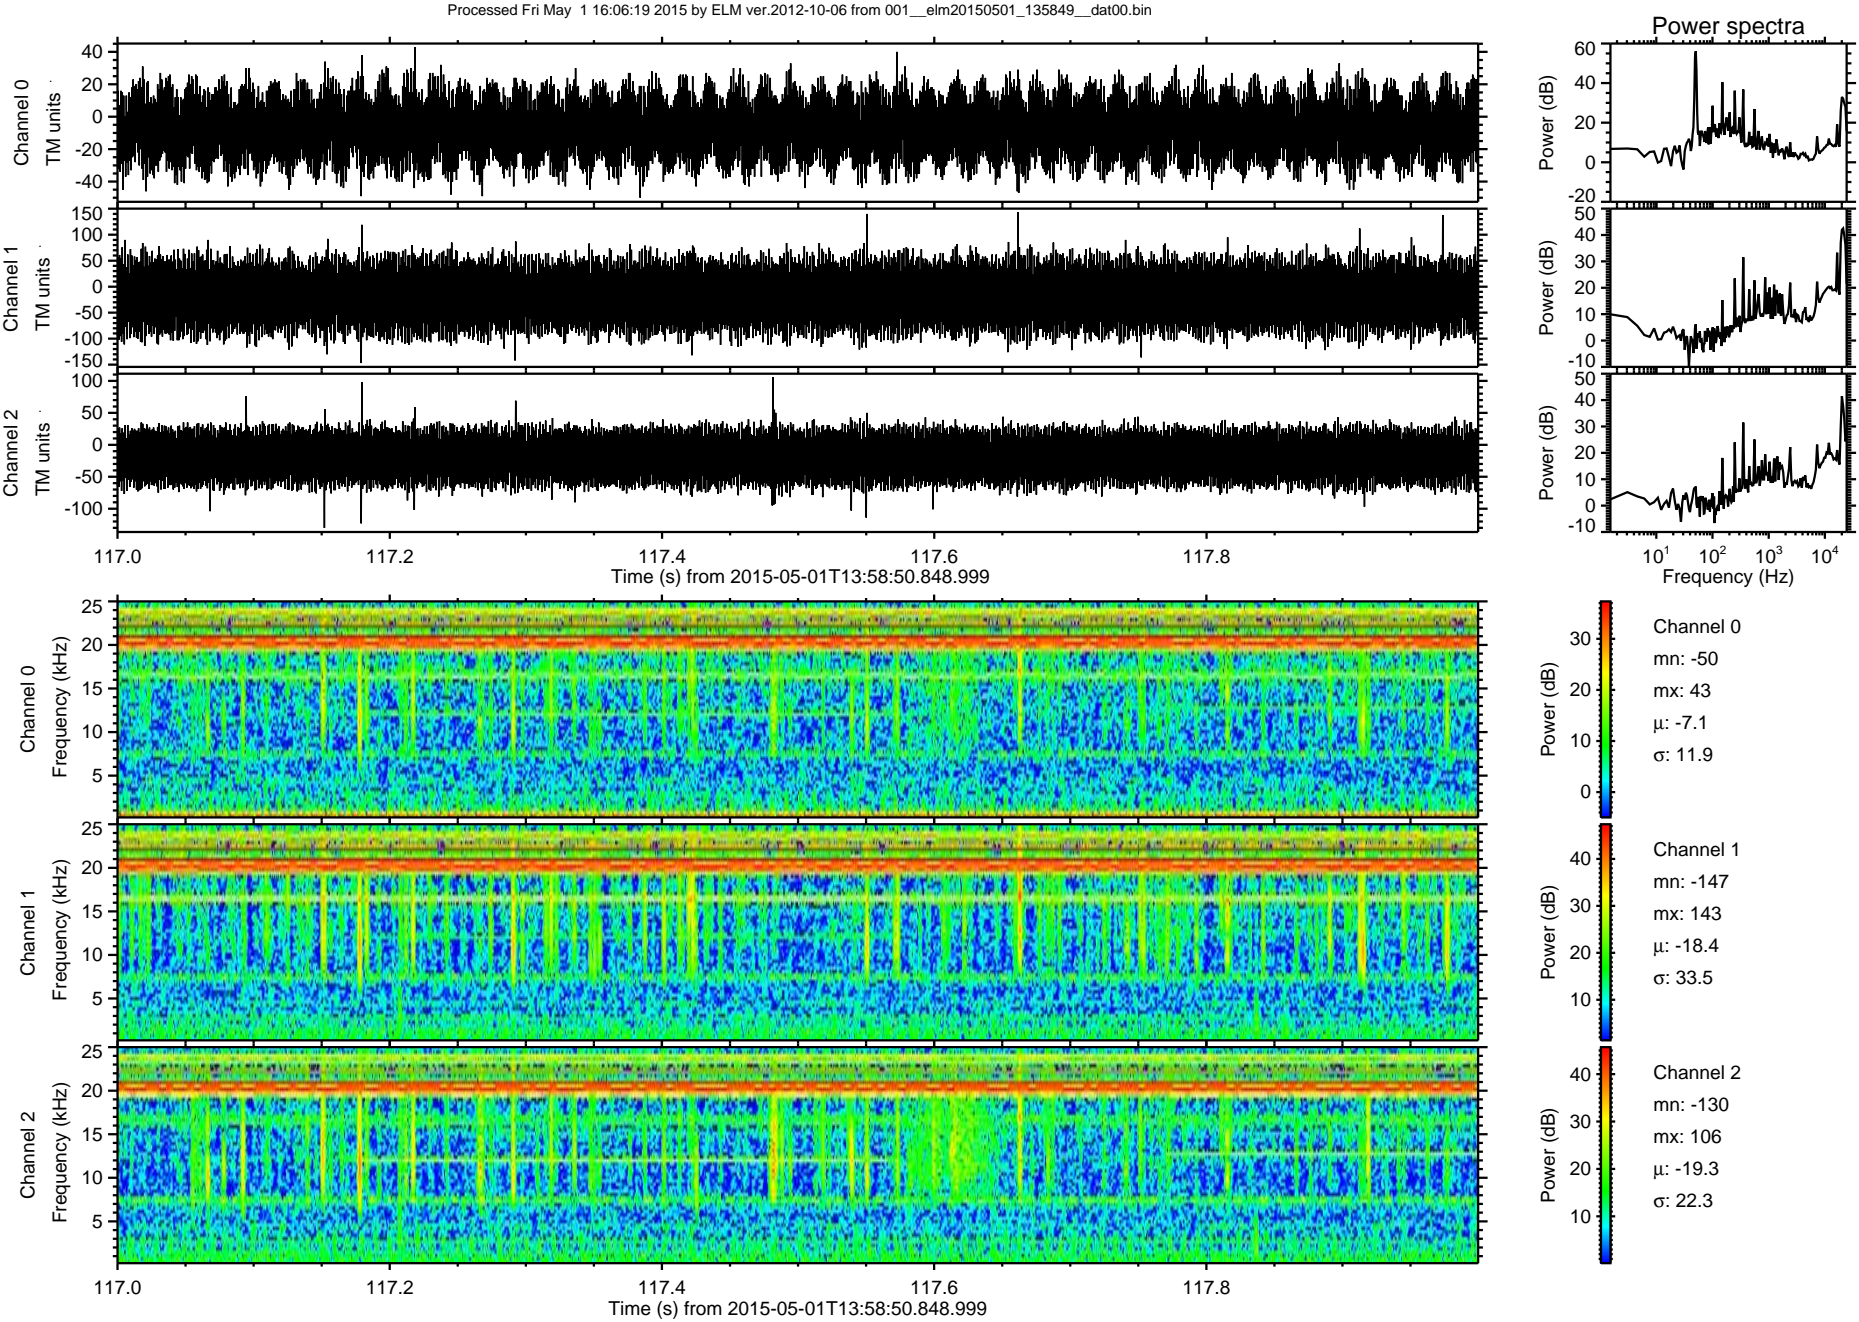 Processed Fri May  1 16:06:19 2015 by ELM ver.2012-10-06 from 001__elm20150501_135849__dat00.bin
Power spectra
Channel 0
TM units
40
20
0
-20
-40
Power (dB)
60
40
20
0
-20
Channel 1
TM units
150
100
50
0
-50
-100
-150
Power (dB)
50
40
30
20
10
0
-10
Channel 2
TM units
100
50
0
-50
-100
Power (dB)
50
40
30
20
10
0
-10
117.0 117.2 117.4 117.6 117.8
Time (s) from 2015-05-01T13:58:50.848.999
10¹ 10² 10³ 10⁴
Frequency (Hz)
Channel 0
Frequency (kHz)
25
20
15
10
5
Power (dB)
30
20
10
0
Channel 0
mn: -50
mx: 43
μ: -7.1
σ: 11.9
Channel 1
Frequency (kHz)
25
20
15
10
5
Power (dB)
40
30
20
10
Channel 1
mn: -147
mx: 143
μ: -18.4
σ: 33.5
Channel 2
Frequency (kHz)
25
20
15
10
5
Power (dB)
40
30
20
10
Channel 2
mn: -130
mx: 106
μ: -19.3
σ: 22.3
117.0 117.2 117.4 117.6 117.8
Time (s) from 2015-05-01T13:58:50.848.999